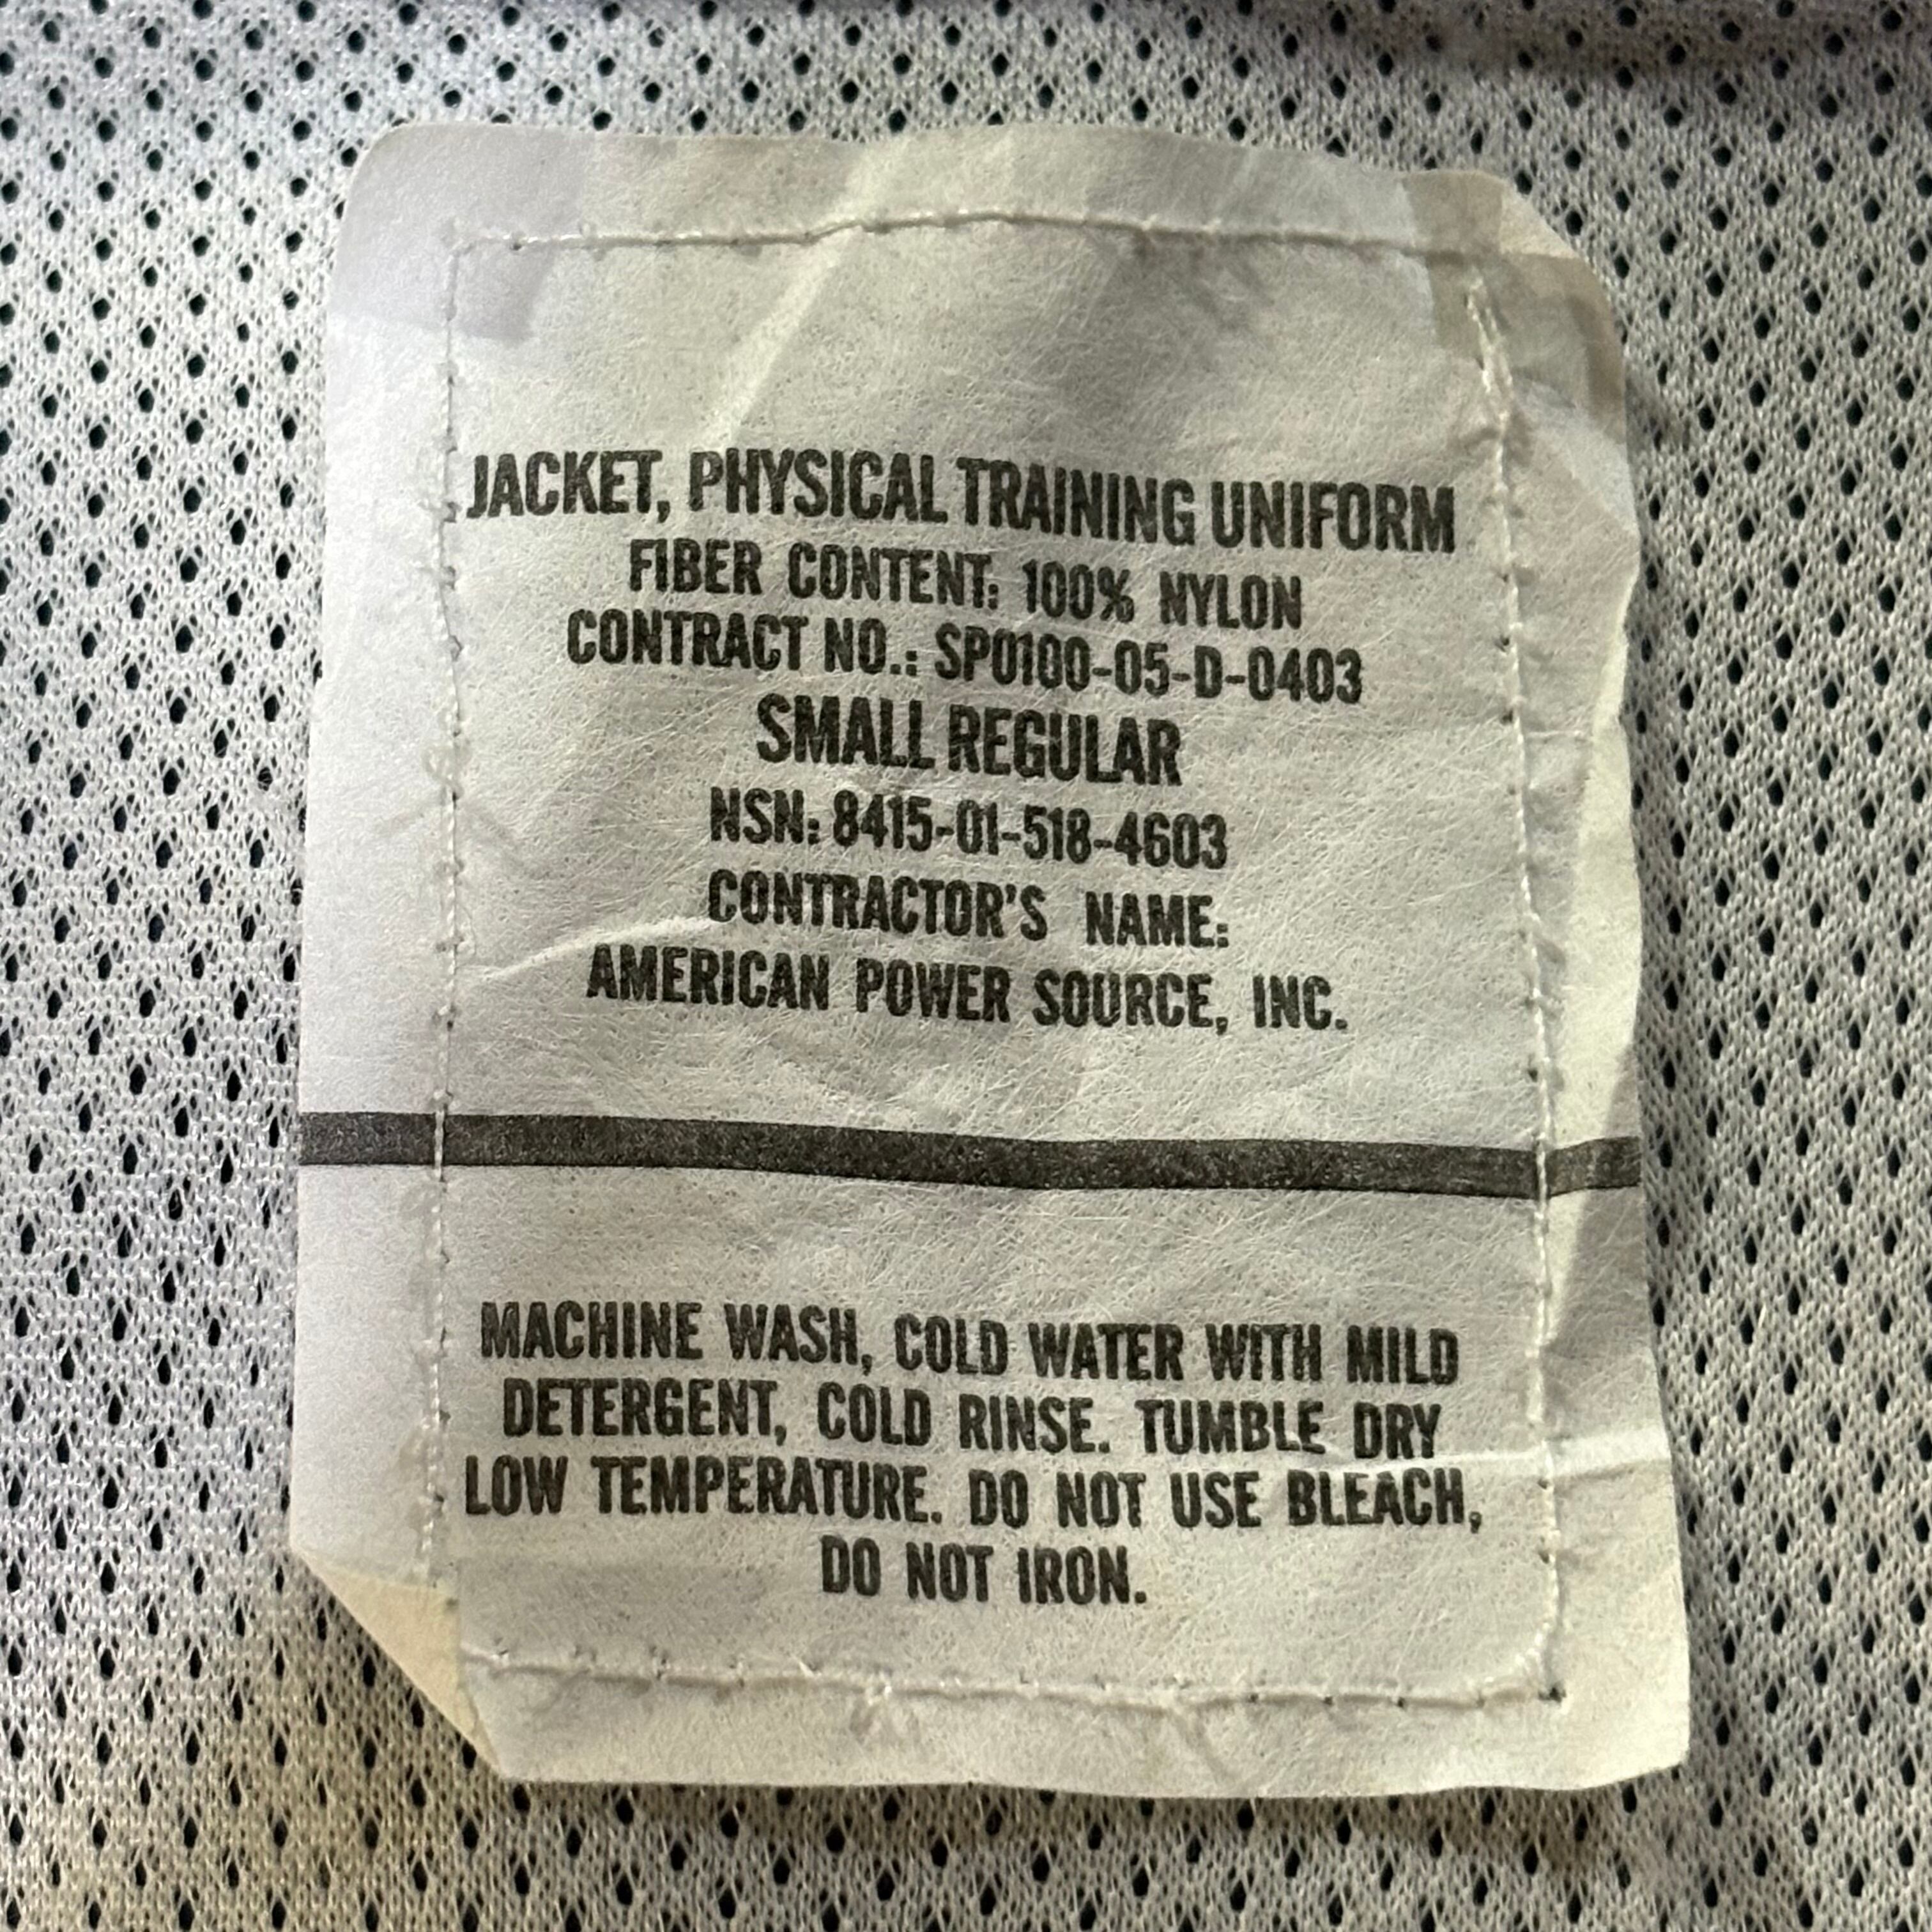 JACKET, PHYSICAL TRAINING UNIFORM
FIBER CONTENT: 100% NYLON
CONTRACT NO.: SP0100-05-D-0403
SMALL REGULAR
NSN: 8415-01-518-4603
CONTRACTOR'S NAME:
AMERICAN POWER SOURCE, INC.
MACHINE WASH, COLD WATER WITH MILD
DETERGENT, COLD RINSE. TUMBLE DRY
LOW TEMPERATURE. DO NOT USE BLEACH,
DO NOT IRON.